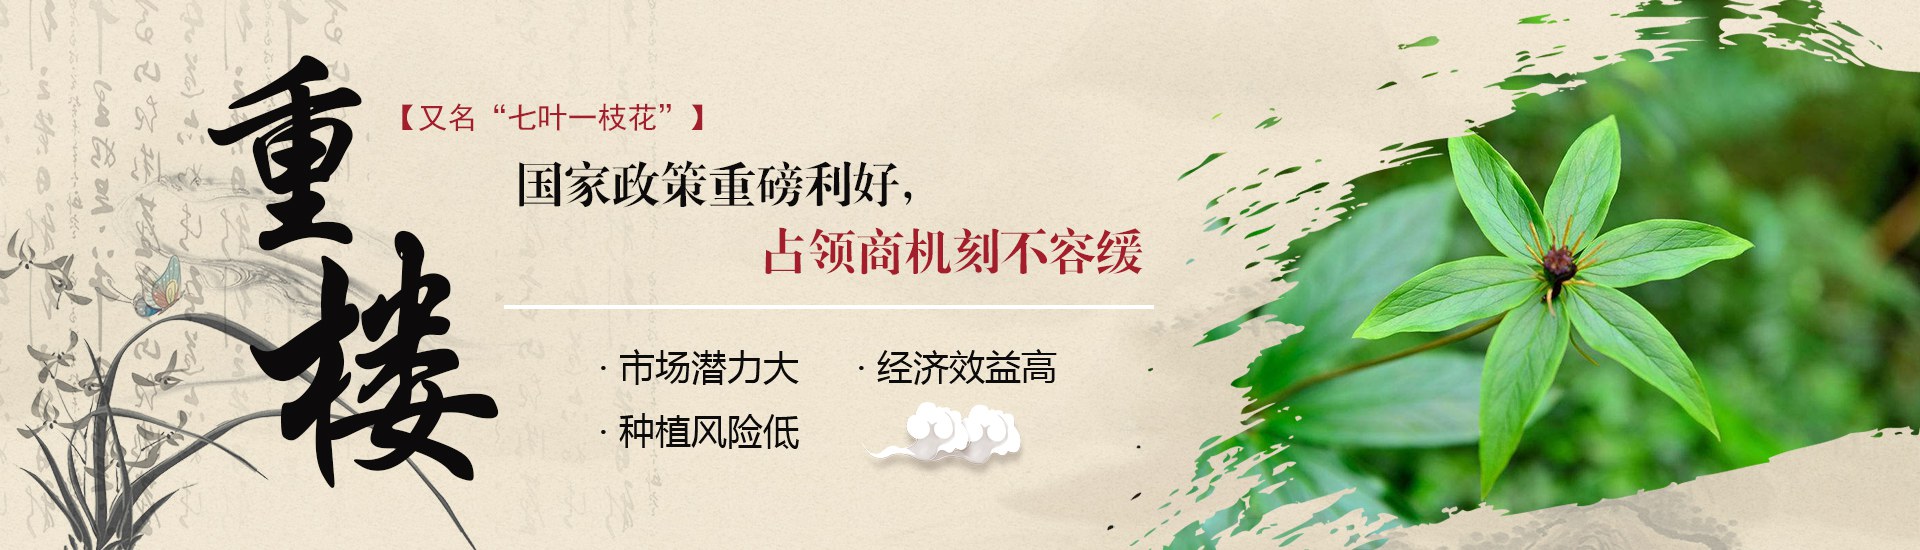 重楼
【又名“七叶一枝花”】
国家政策重磅利好，
占领商机刻不容缓
· 市场潜力大
· 经济效益高
· 种植风险低